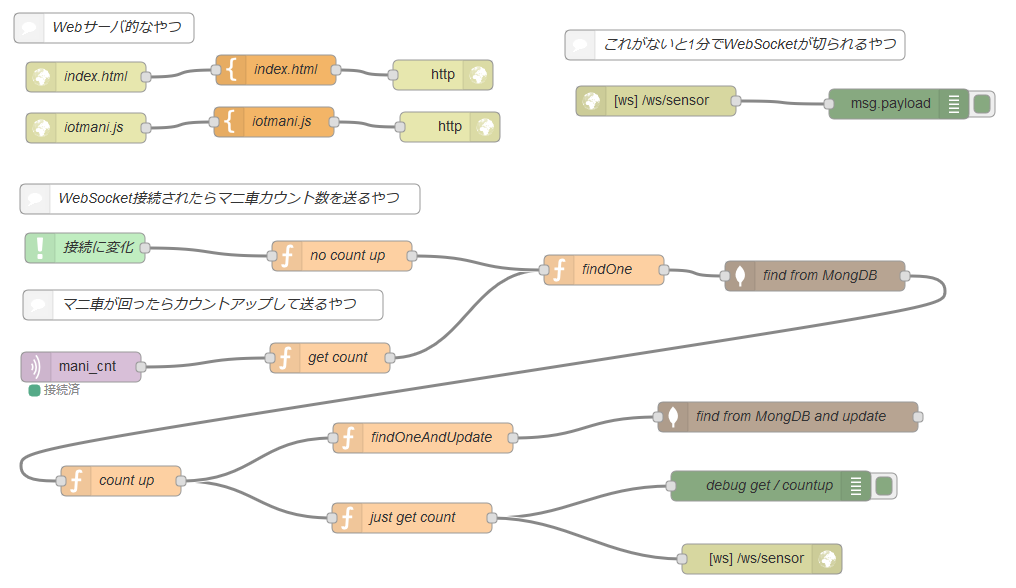 Webサーバ的なやつ
index.html
index.html
http
iotmani.js
iotmani.js
http
これがないと1分でWebSocketが切られるやつ
[ws] /ws/sensor
msg.payload
WebSocket接続されたらマニ車カウント数を送るやつ
接続に変化
no count up
findOne
find from MongDB
マニ車が回ったらカウントアップして送るやつ
mani_cnt
接続済
get count
findOneAndUpdate
find from MongDB and update
count up
just get count
debug get / countup
[ws] /ws/sensor